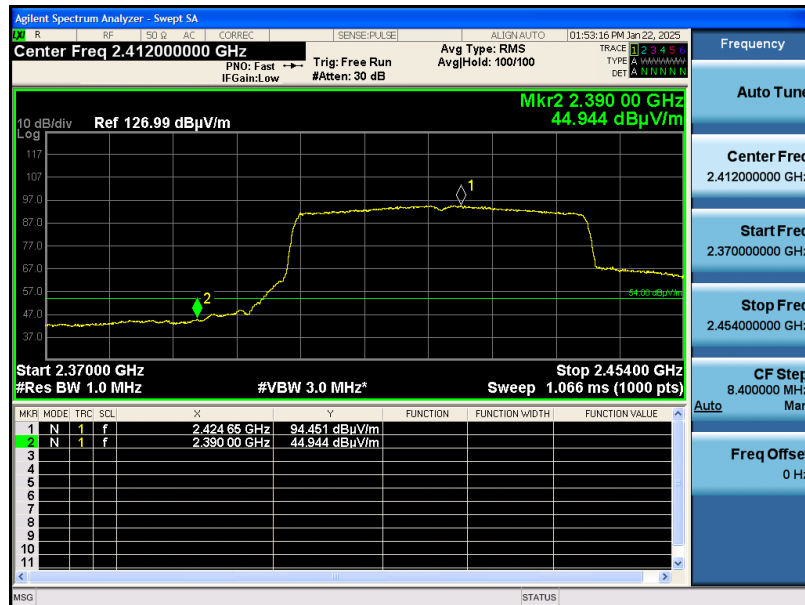 Agilent Spectrum Analyzer - Swept SA
LXI R RF 50 Ω AC CORREC SENSE:PULSE ALIGN AUTO 01:53:16 PM Jan 22, 2025
Center Freq 2.412000000 GHz
PNO: Fast
IFGain:Low
Trig: Free Run
#Atten: 30 dB
Avg Type: RMS
Avg|Hold: 100/100
TRACE 1 2 3 4 5 6
TYPE A W W W W W
DET A N N N N N
Mkr2 2.390 00 GHz
44.944 dBµV/m
10 dB/div Ref 126.99 dBµV/m
Log
117
107
97.0
87.0
77.0
67.0
57.0
47.0
37.0
1
2
54.00 dBµV/m
Start 2.37000 GHz Stop 2.45400 GHz
#Res BW 1.0 MHz #VBW 3.0 MHz* Sweep 1.066 ms (1000 pts)
MKR MODE TRC SCL X Y FUNCTION FUNCTION WIDTH FUNCTION VALUE
1 N 1 f 2.424 65 GHz 94.451 dBµV/m
2 N 1 f 2.390 00 GHz 44.944 dBµV/m
3
4
5
6
7
8
9
10
11
MSG STATUS
Frequency
Auto Tune
Center Freq
2.412000000 GHz
Start Freq
2.370000000 GHz
Stop Freq
2.454000000 GHz
CF Step
8.400000 MHz
Auto Man
Freq Offset
0 Hz